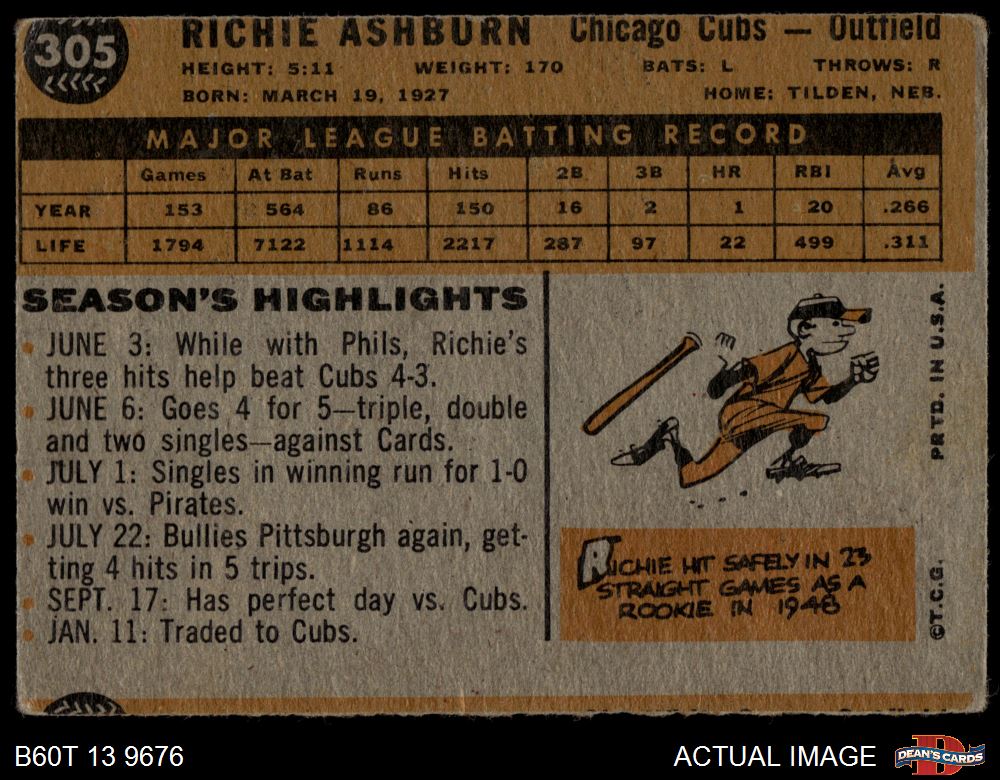 305
RICHIE ASHBURN Chicago Cubs — Outfield
HEIGHT: 5:11 WEIGHT: 170 BATS: L THROWS: R
BORN: MARCH 19, 1927 HOME: TILDEN, NEB.
MAJOR LEAGUE BATTING RECORD
Games At Bat Runs Hits 2B 3B HR RBI Avg
YEAR 153 564 86 150 16 2 1 20 .266
LIFE 1794 7122 1114 2217 287 97 22 499 .311
SEASON'S HIGHLIGHTS
• JUNE 3: While with Phils, Richie's
three hits help beat Cubs 4-3.
• JUNE 6: Goes 4 for 5—triple, double
and two singles—against Cards.
• JULY 1: Singles in winning run for 1-0
win vs. Pirates.
• JULY 22: Bullies Pittsburgh again, get-
ting 4 hits in 5 trips.
• SEPT. 17: Has perfect day vs. Cubs.
• JAN. 11: Traded to Cubs.
RICHIE HIT SAFELY IN 23
STRAIGHT GAMES AS A
ROOKIE IN 1948
PRTD. IN U.S.A.
©T.C.G.
B60T 13 9676
ACTUAL IMAGE
DEAN'S CARDS